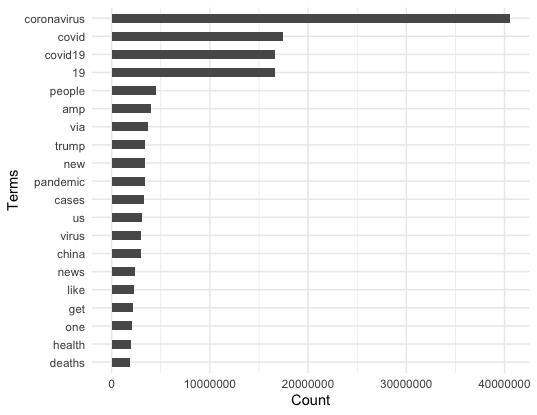 coronavirus
covid
covid19
19
people
amp
via
trump
new
pandemic
cases
us
virus
china
news
like
get
one
health
deaths
Terms
0 10000000 20000000 30000000 40000000
Count